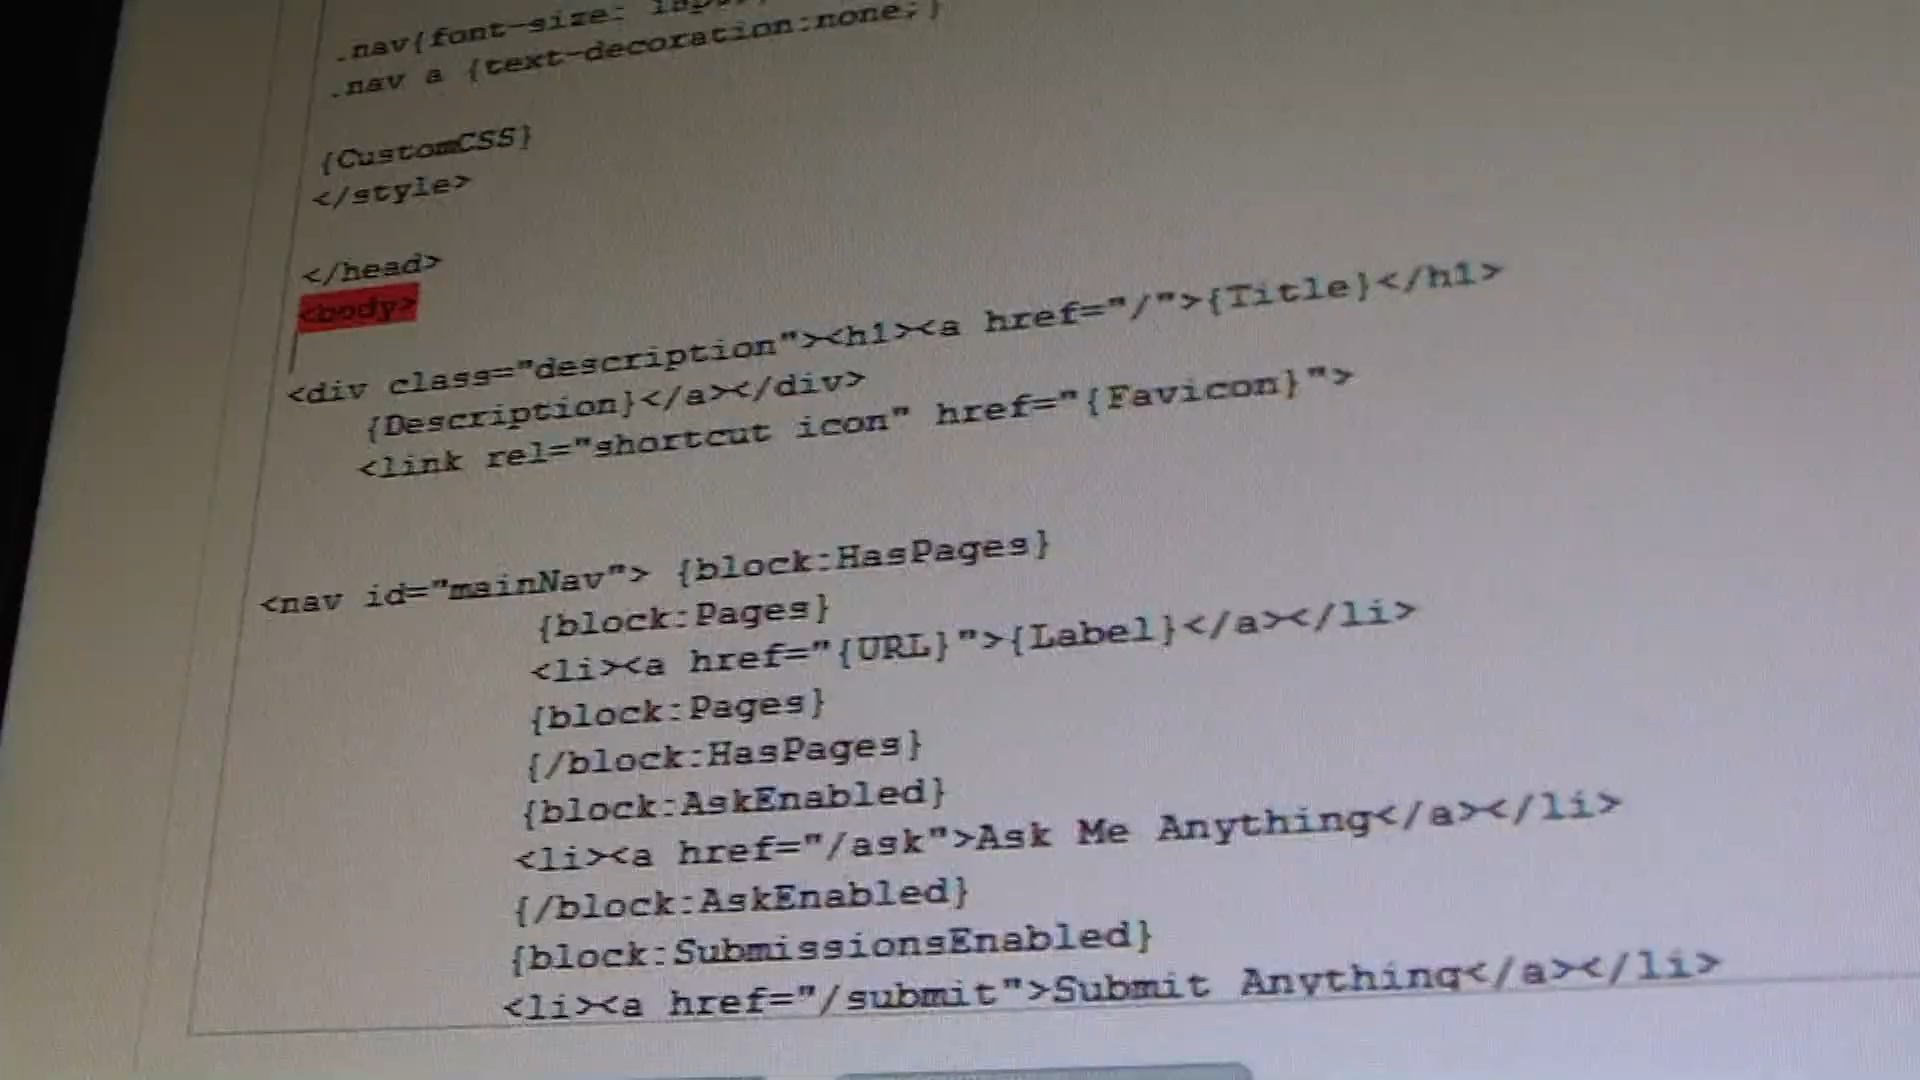 .nav{font-size:
.nav a {text-decoration:none;}
{CustomCSS}
</style>
</head>
<body>
<div class="description"><h1><a href="/">{Title}</h1>
{Description}</a></div>
<link rel="shortcut icon" href="{Favicon}">
<nav id="mainNav"> {block:HasPages}
{block:Pages}
<li><a href="{URL}">{Label}</a></li>
{block:Pages}
{/block:HasPages}
{block:AskEnabled}
<li><a href="/ask">Ask Me Anything</a></li>
{/block:AskEnabled}
{block:SubmissionsEnabled}
<li><a href="/submit">Submit Anything</a></li>